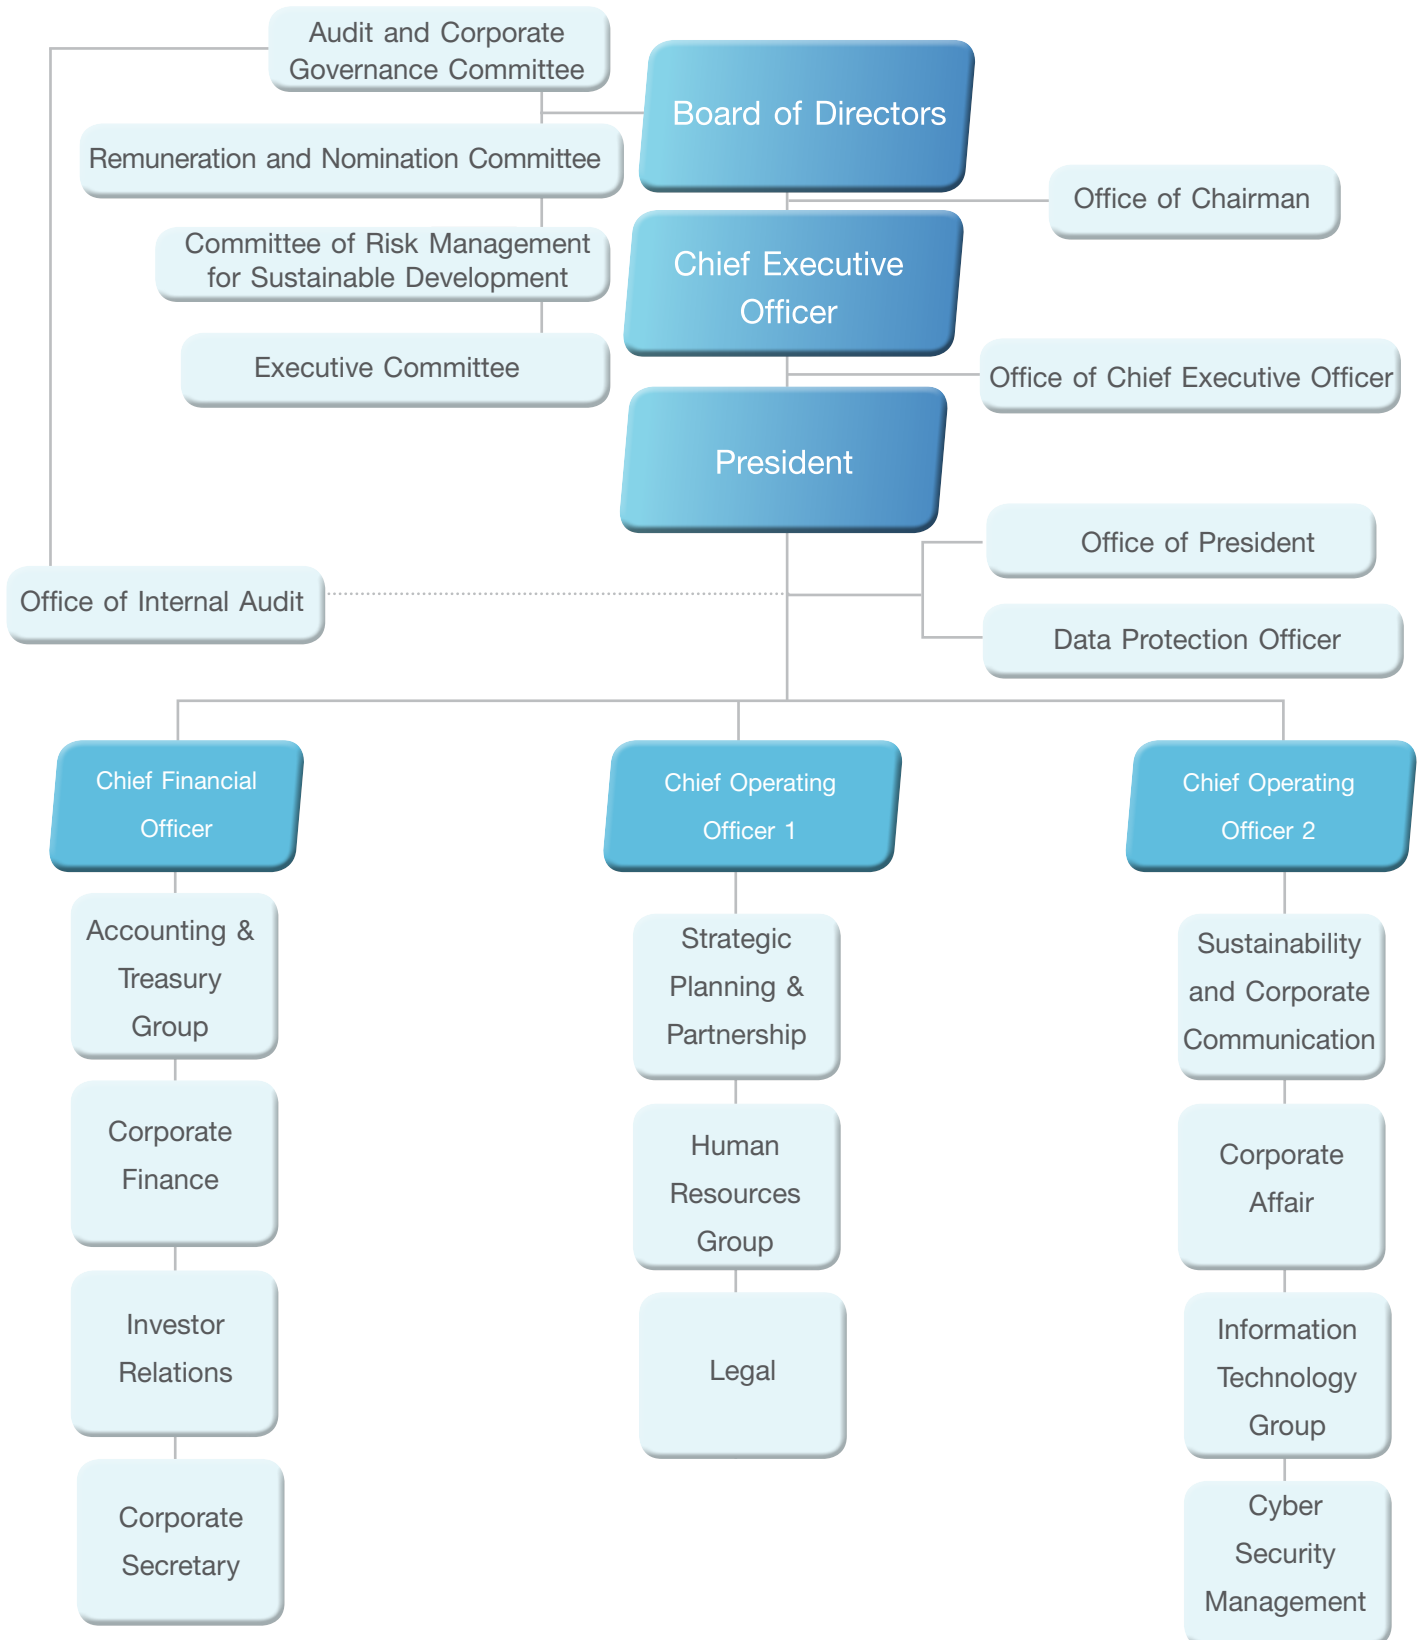 Audit and Corporate
Governance Committee
Board of Directors
Remuneration and Nomination Committee
Office of Chairman
Committee of Risk Management
for Sustainable Development
Chief Executive
Officer
Executive Committee
Office of Chief Executive Officer
President
Office of President
Office of Internal Audit
Data Protection Officer
Chief Financial
Officer
Accounting &
Treasury
Group
Corporate
Finance
Investor
Relations
Corporate
Secretary
Chief Operating
Officer 1
Strategic
Planning &
Partnership
Human
Resources
Group
Legal
Chief Operating
Officer 2
Sustainability
and Corporate
Communication
Corporate
Affair
Information
Technology
Group
Cyber
Security
Management